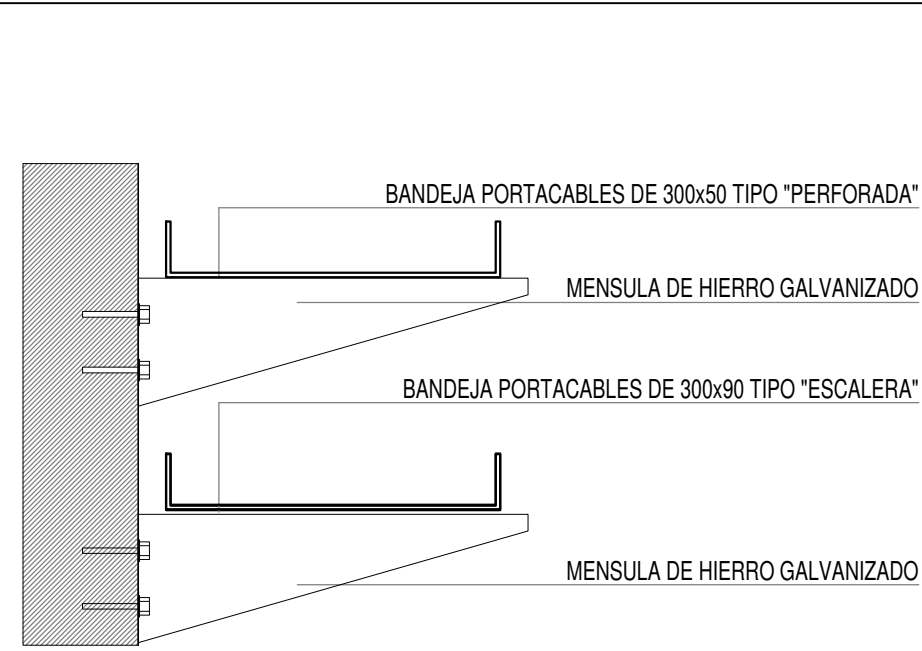 BANDEJA PORTACABLES DE 300x50 TIPO "PERFORADA"
MENSULA DE HIERRO GALVANIZADO
BANDEJA PORTACABLES DE 300x90 TIPO "ESCALERA"
MENSULA DE HIERRO GALVANIZADO